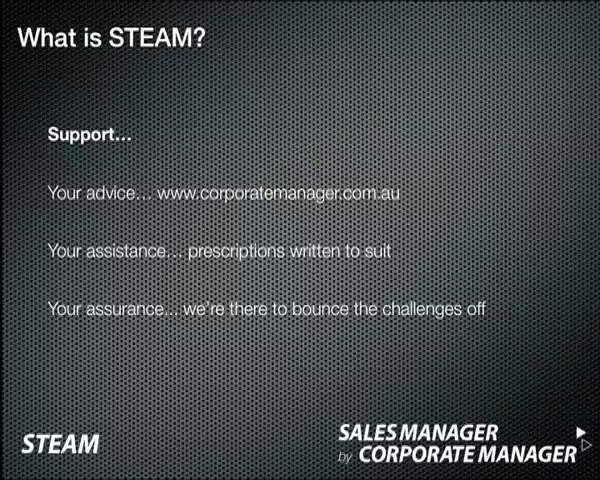 What is STEAM?
Support...
Your advice... www.corporatemanager.com.au
Your assistance... prescriptions written to suit
Your assurance... we're there to bounce the challenges off
STEAM
SALES MANAGER
by CORPORATE MANAGER